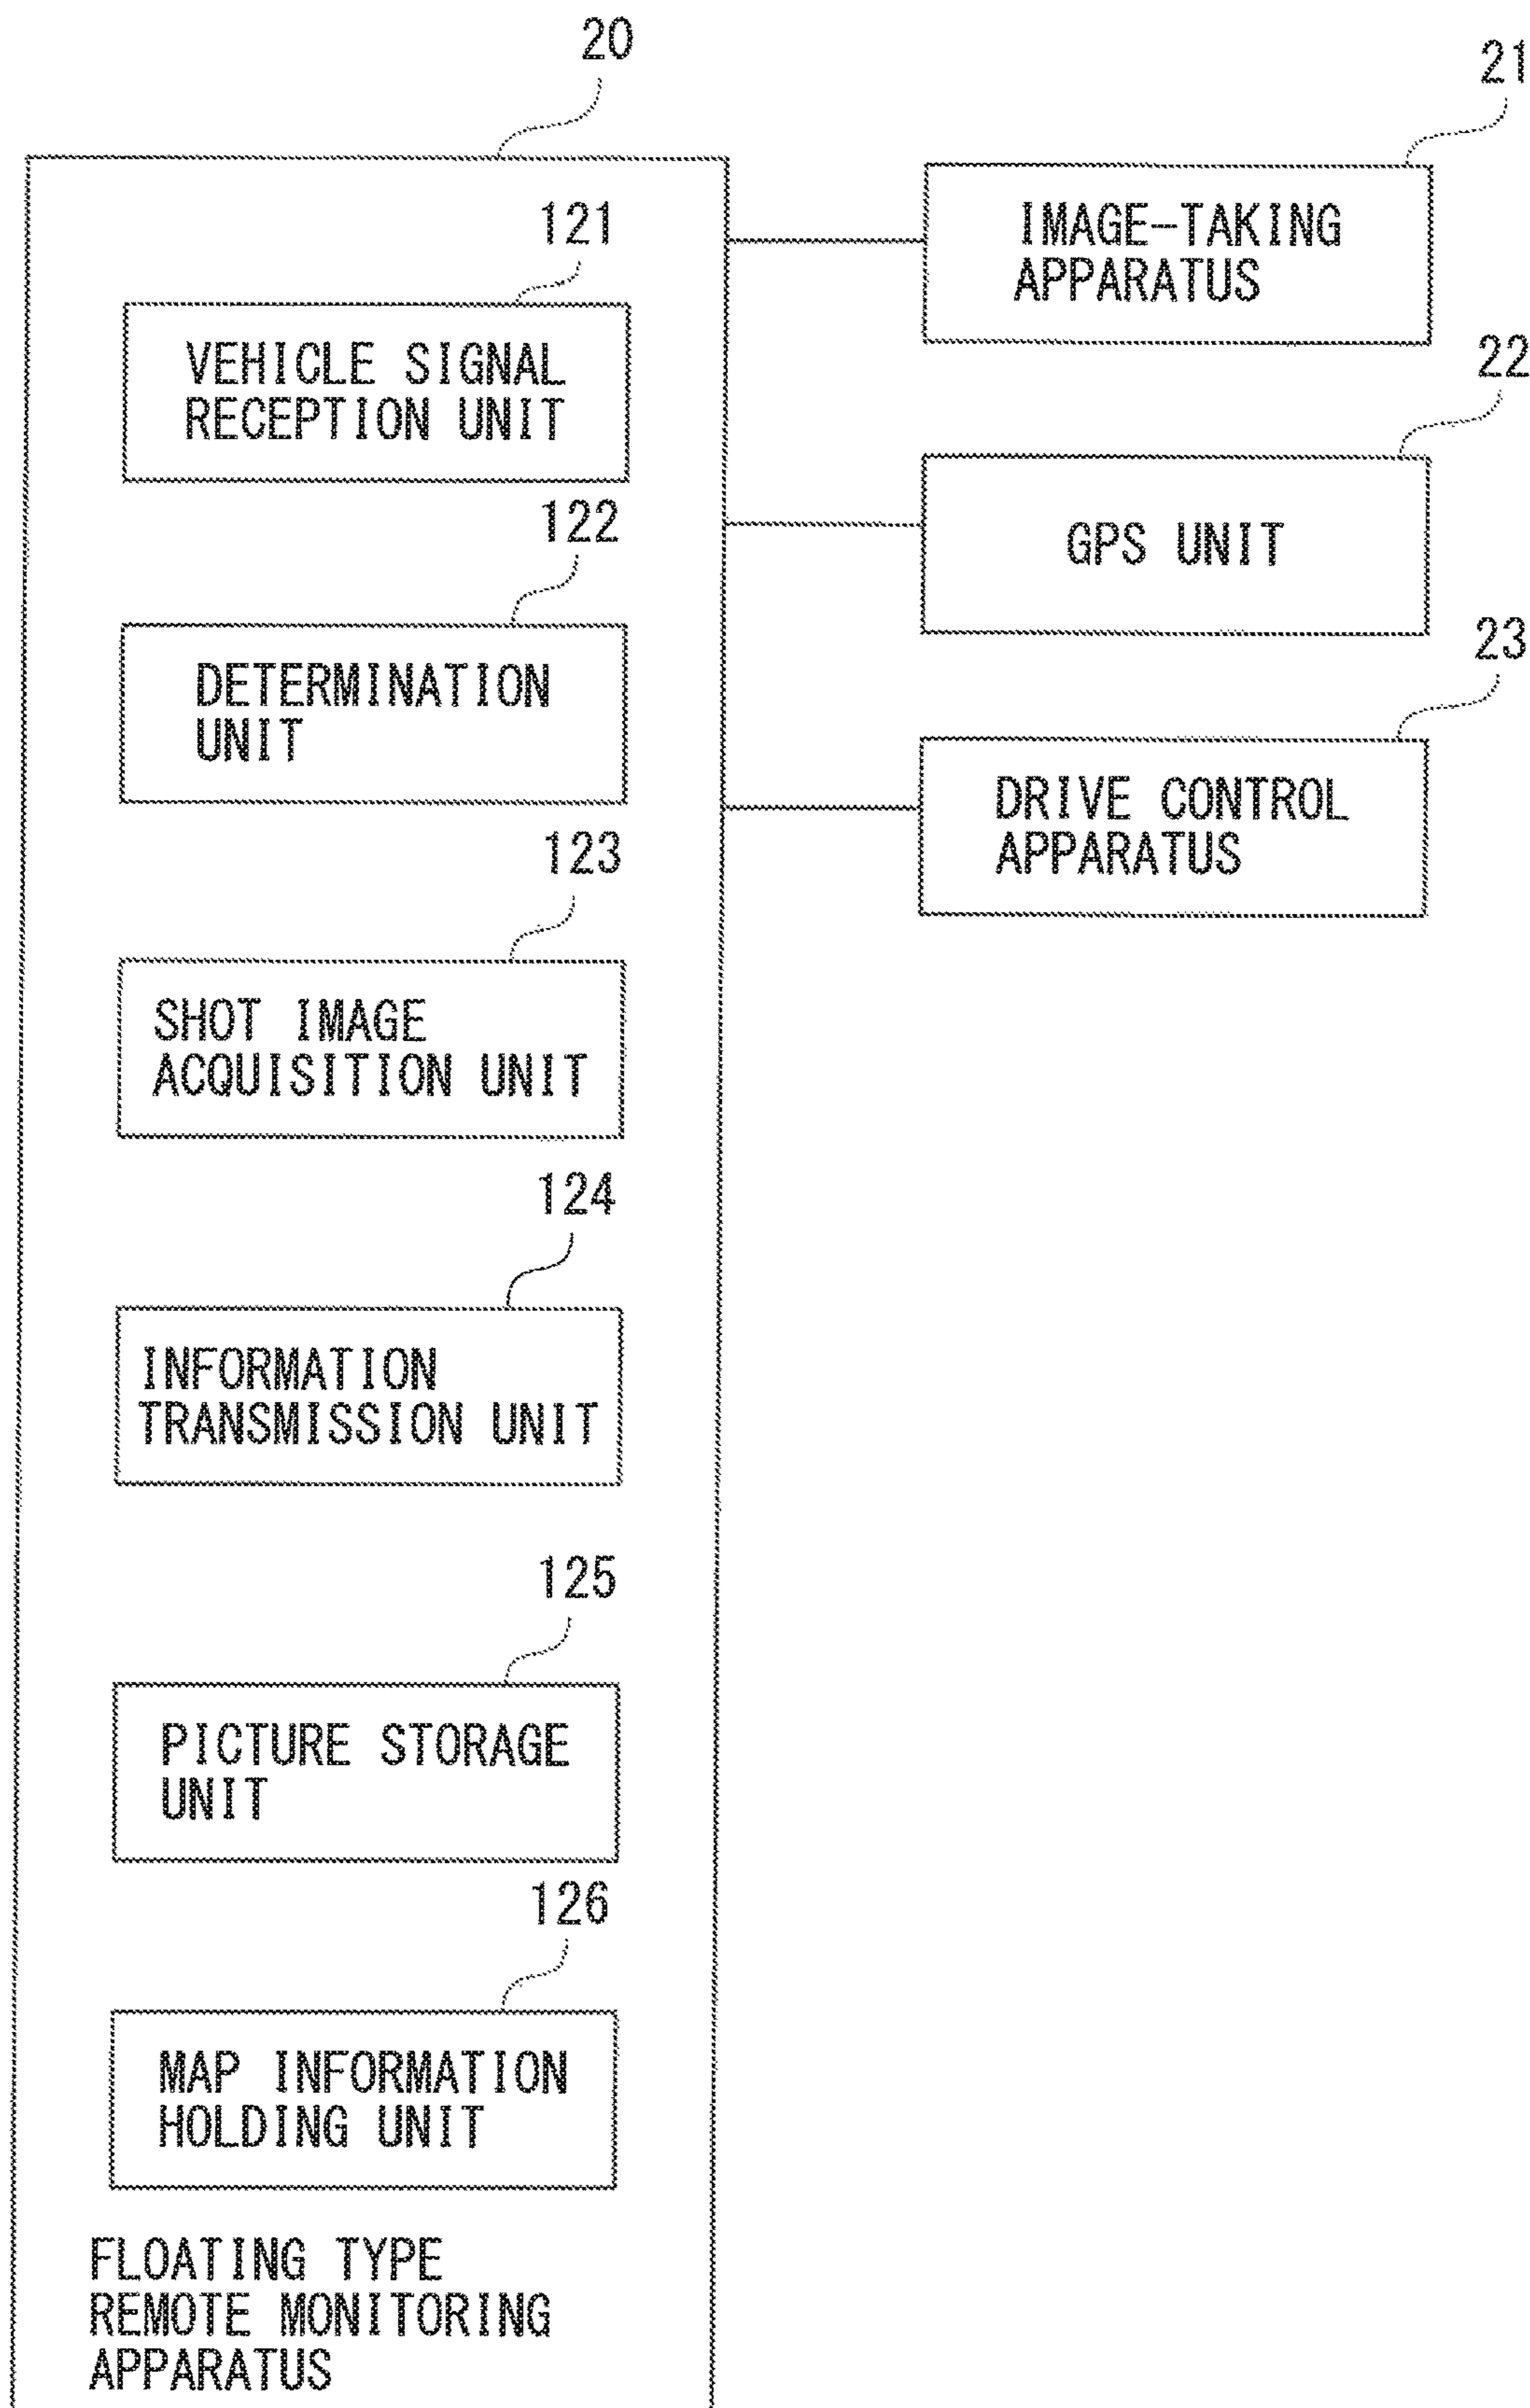 20
121
VEHICLE SIGNAL
RECEPTION UNIT
122
DETERMINATION
UNIT
123
SHOT IMAGE
ACQUISITION UNIT
124
INFORMATION
TRANSMISSION UNIT
125
PICTURE STORAGE
UNIT
126
MAP INFORMATION
HOLDING UNIT
FLOATING TYPE
REMOTE MONITORING
APPARATUS
21
IMAGE-TAKING
APPARATUS
22
GPS UNIT
23
DRIVE CONTROL
APPARATUS